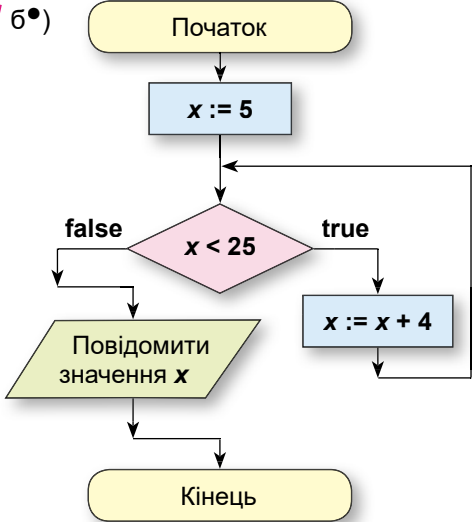 б●)
Початок
x := 5
false
true
x < 25
x := x + 4
Повідомити
значення x
Кінець